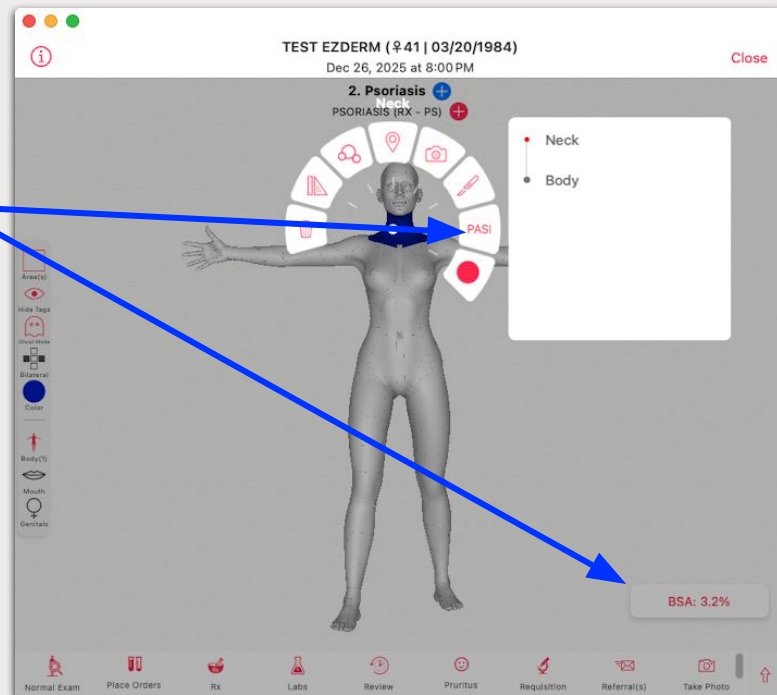 TEST EZDERM (♀41 | 03/20/1984)
Close
Dec 26, 2025 at 8:00 PM
2. Psoriasis
Neck
PSORIASIS (RX - PS)
Neck
Body
PASI
Area(s)
Hide Tags
Ghost Mode
Bilateral
Color
Body(1)
Mouth
Genitals
BSA: 3.2%
Normal Exam
Place Orders
Rx
Labs
Review
Pruritus
Requisition
Referral(s)
Take Photo